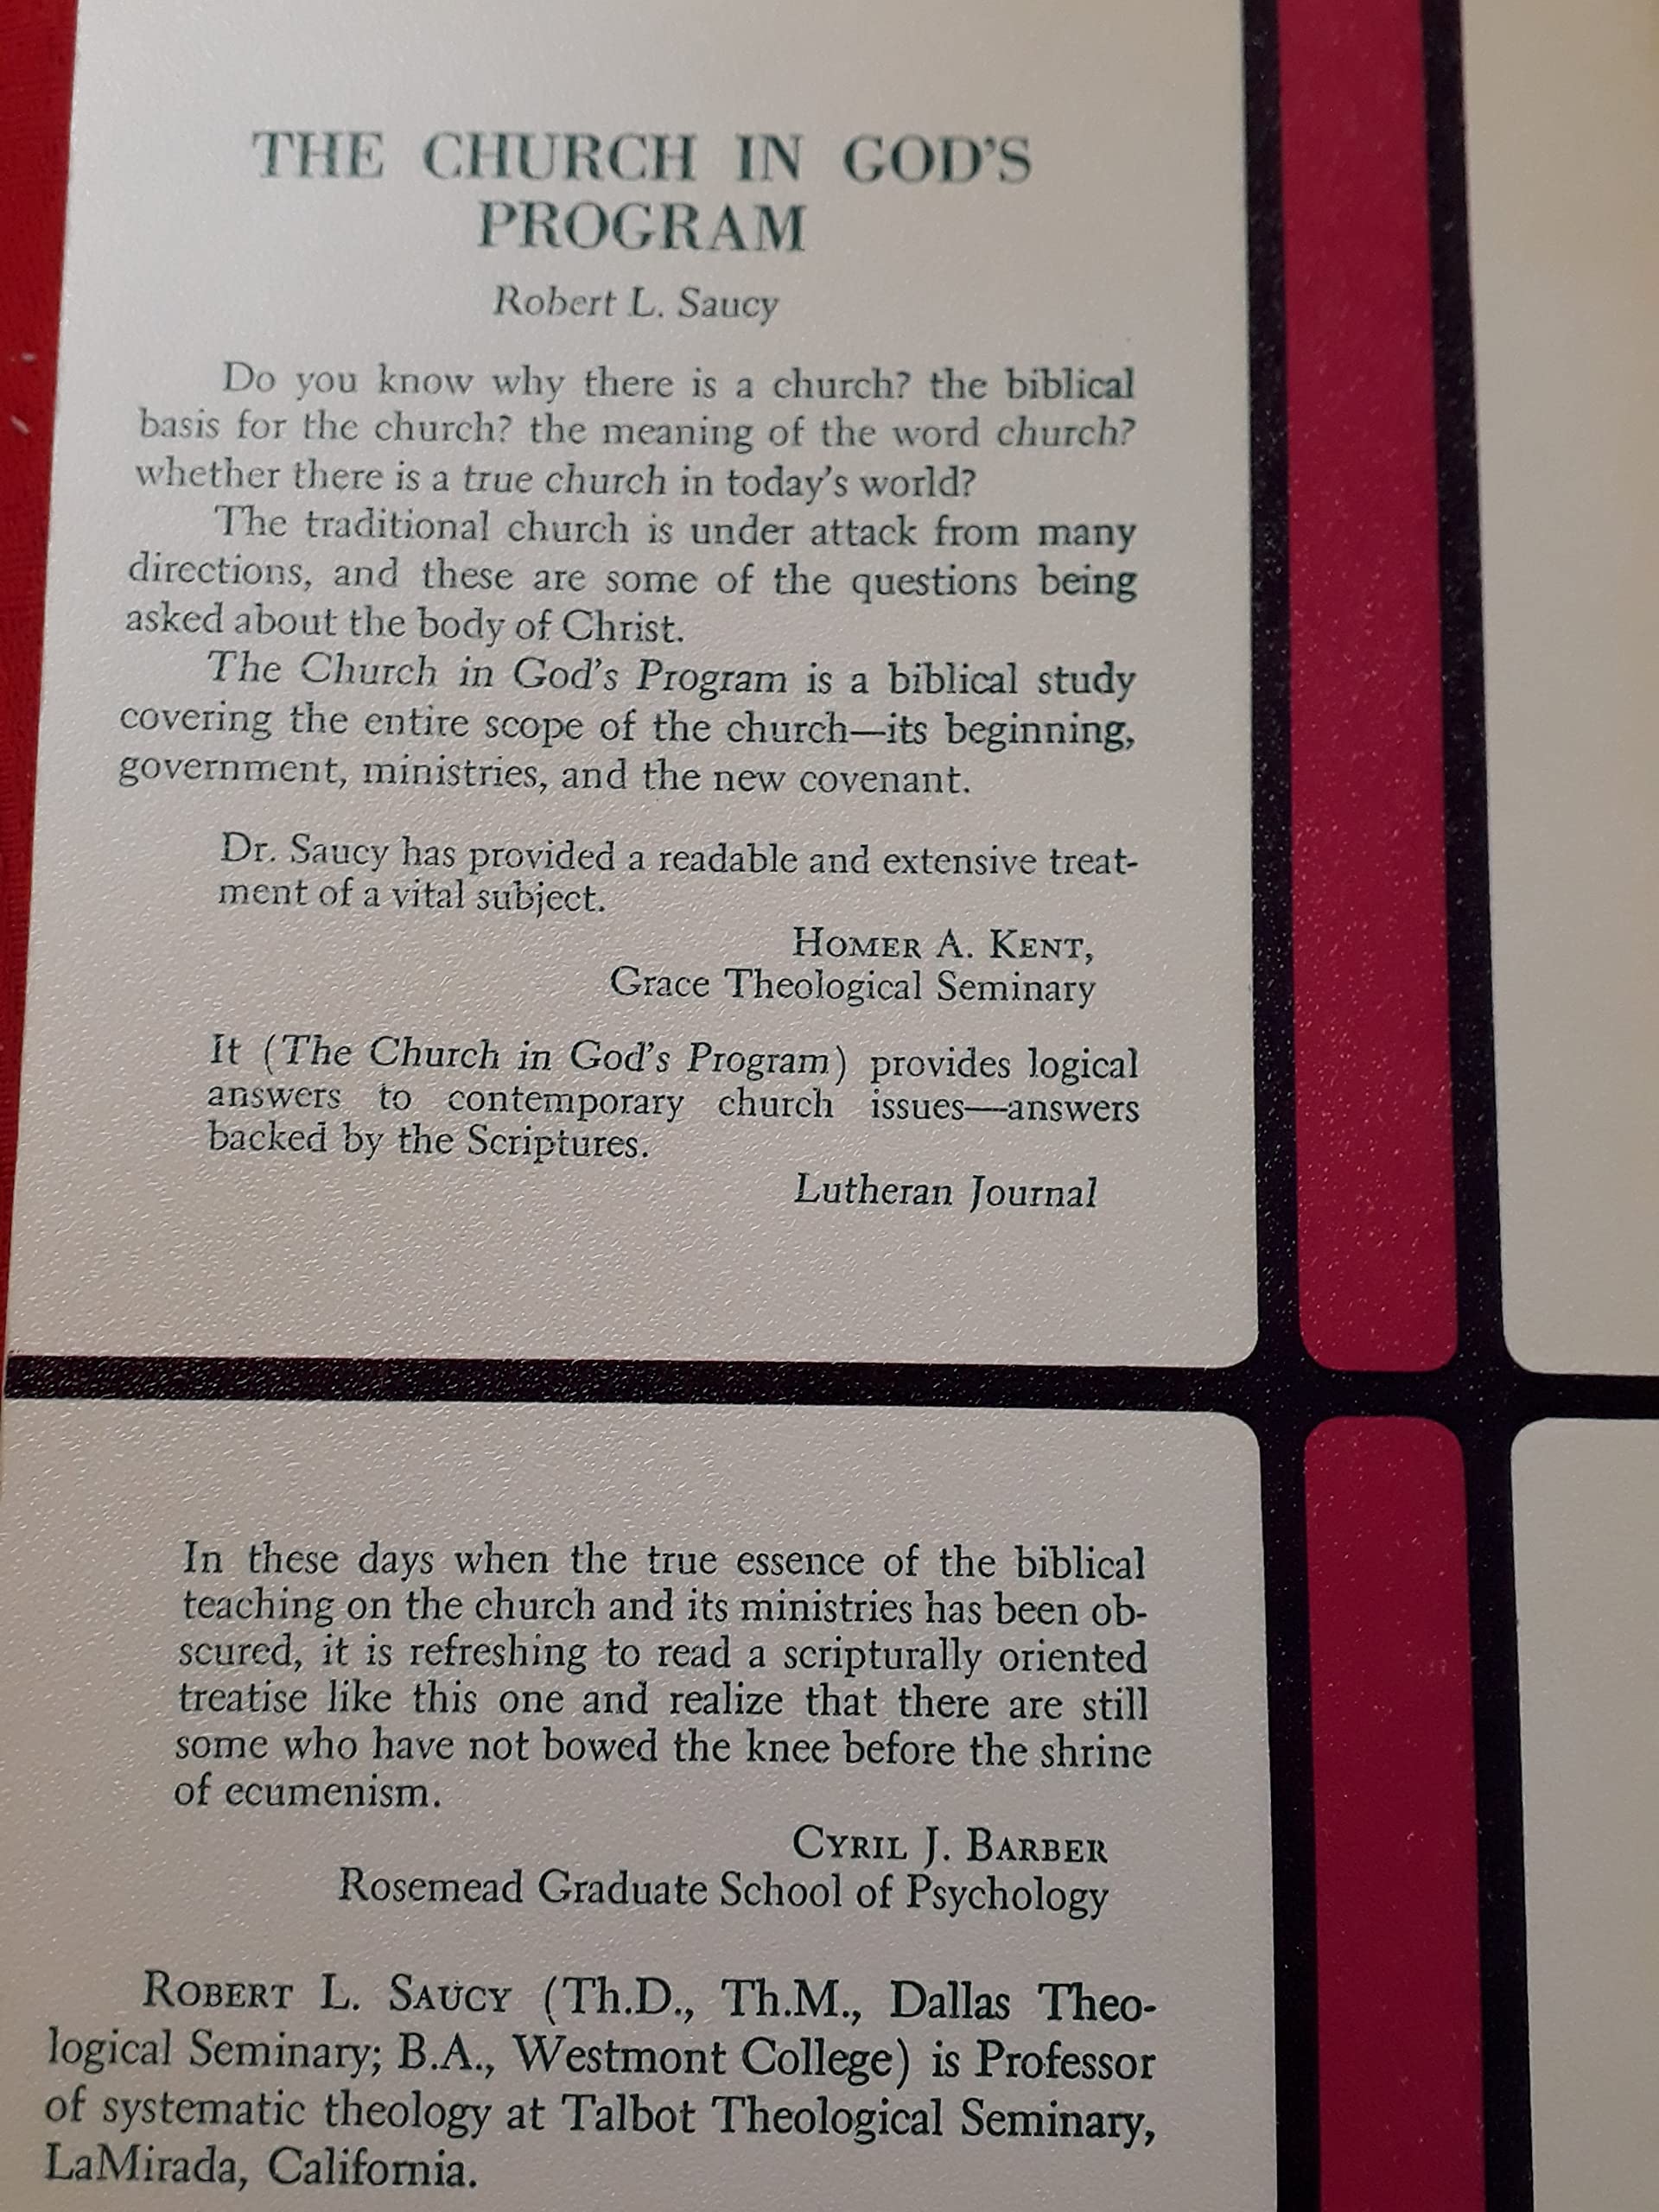 THE CHURCH IN GOD'S
PROGRAM
Robert L. Saucy
Do you know why there is a church? the biblical
basis for the church? the meaning of the word church?
whether there is a true church in today's world?
The traditional church is under attack from many
directions, and these are some of the questions being
asked about the body of Christ.
The Church in God's Program is a biblical study
covering the entire scope of the church—its beginning,
government, ministries, and the new covenant.
Dr. Saucy has provided a readable and extensive treat-
ment of a vital subject.
HOMER A. KENT,
Grace Theological Seminary
It (The Church in God's Program) provides logical
answers to contemporary church issues—answers
backed by the Scriptures.
Lutheran Journal
In these days when the true essence of the biblical
teaching on the church and its ministries has been ob-
scured, it is refreshing to read a scripturally oriented
treatise like this one and realize that there are still
some who have not bowed the knee before the shrine
of ecumenism.
CYRIL J. BARBER
Rosemead Graduate School of Psychology
ROBERT L. SAUCY (Th.D., Th.M., Dallas Theo-
logical Seminary; B.A., Westmont College) is Professor
of systematic theology at Talbot Theological Seminary,
LaMirada, California.